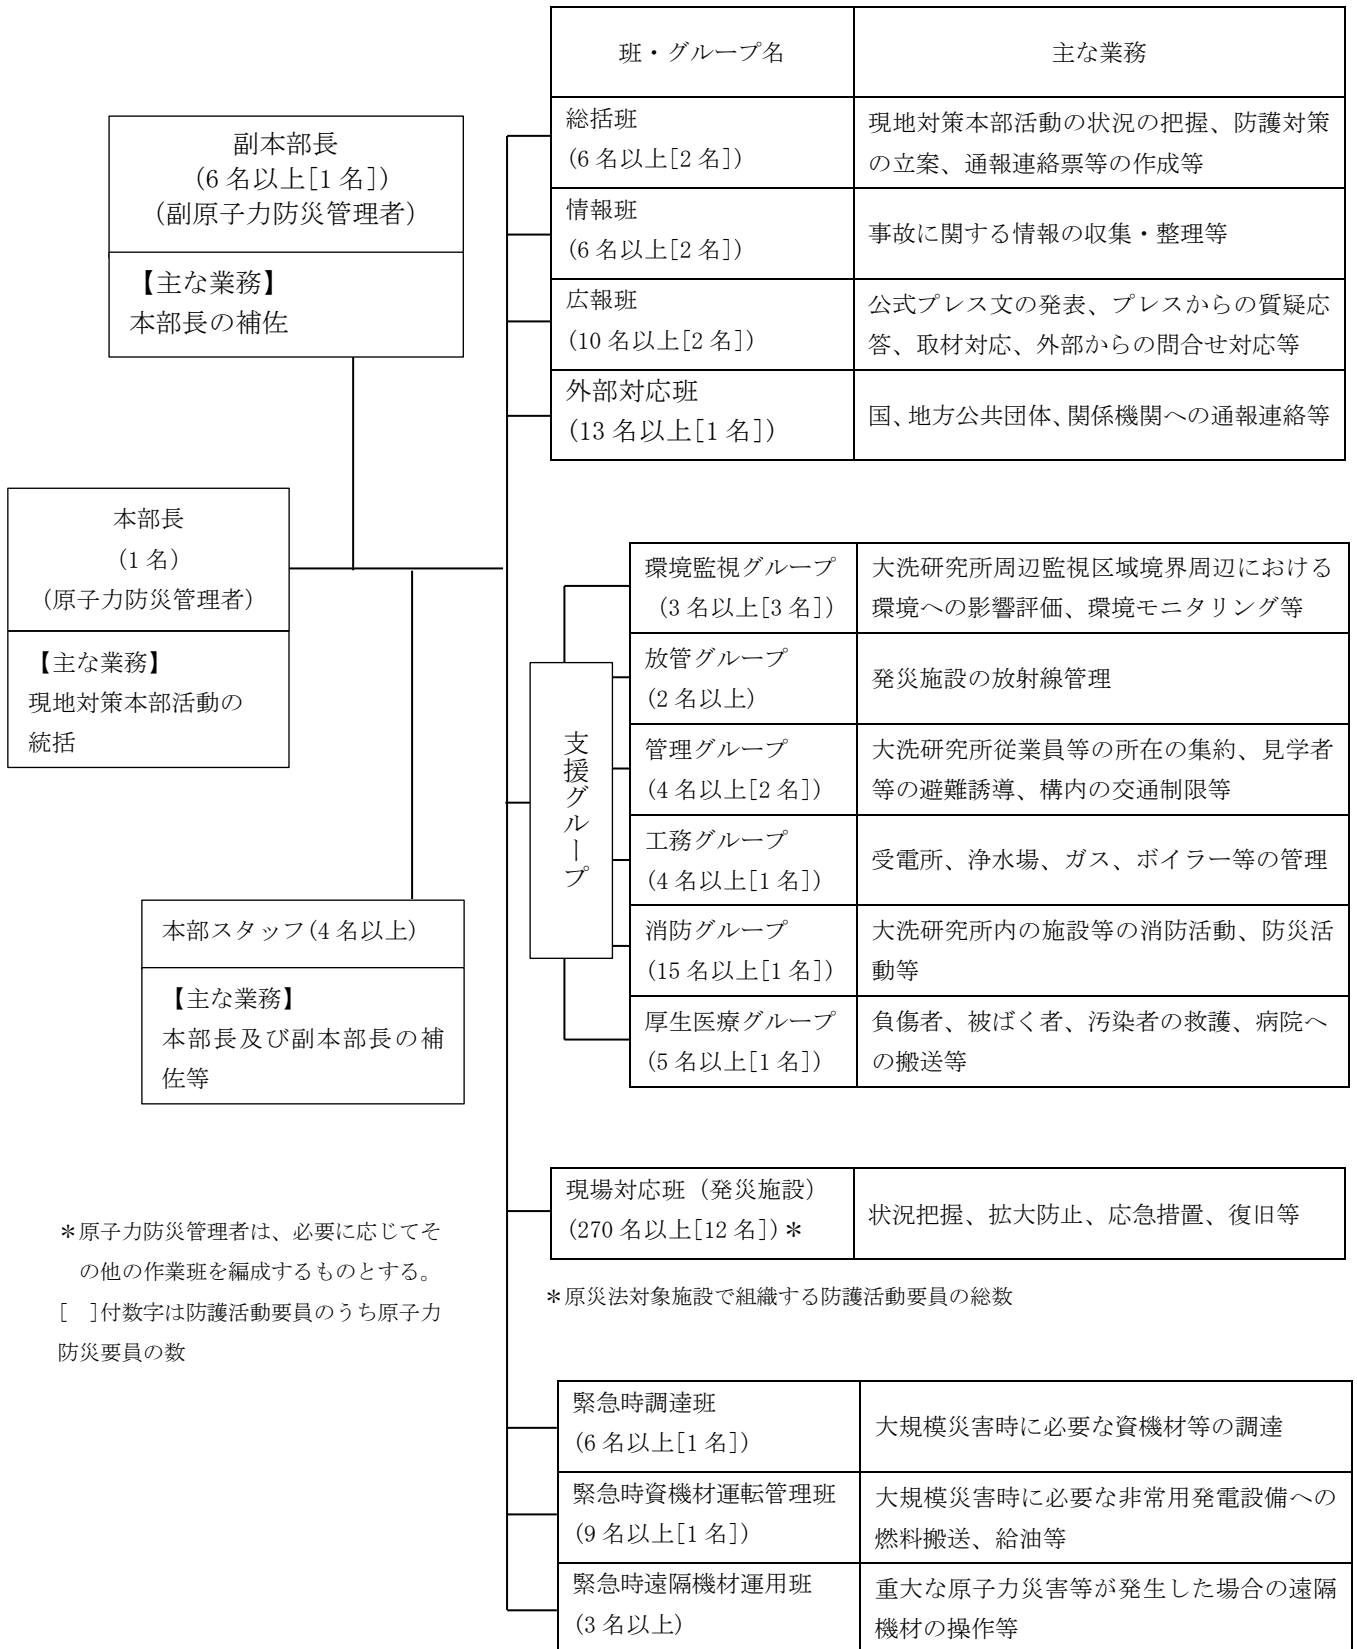 班・グループ名
主な業務
総括班
(6名以上[2名])
現地対策本部活動の状況の把握、防護対策
の立案、通報連絡票等の作成等
情報班
(6名以上[2名])
事故に関する情報の収集・整理等
広報班
(10名以上[2名])
公式プレス文の発表、プレスからの質疑応
答、取材対応、外部からの問合せ対応等
外部対応班
(13名以上[1名])
国、地方公共団体、関係機関への通報連絡等
副本部長
(6名以上[1名])
(副原子力防災管理者)
【主な業務】
本部長の補佐
本部長
(1名)
(原子力防災管理者)
【主な業務】
現地対策本部活動の
統括
本部スタッフ(4名以上)
【主な業務】
本部長及び副本部長の補
佐等
支援グループ
環境監視グループ
(3名以上[3名])
大洗研究所周辺監視区域境界周辺における
環境への影響評価、環境モニタリング等
放管グループ
(2名以上)
発災施設の放射線管理
管理グループ
(4名以上[2名])
大洗研究所従業員等の所在の集約、見学者
等の避難誘導、構内の交通制限等
工務グループ
(4名以上[1名])
受電所、浄水場、ガス、ボイラー等の管理
消防グループ
(15名以上[1名])
大洗研究所内の施設等の消防活動、防災活
動等
厚生医療グループ
(5名以上[1名])
負傷者、被ばく者、汚染者の救護、病院へ
の搬送等
現場対応班(発災施設)
(270名以上[12名])*
状況把握、拡大防止、応急措置、復旧等
*原災法対象施設で組織する防護活動要員の総数
*原子力防災管理者は、必要に応じてそ
の他の作業班を編成するものとする。
[ ]付数字は防護活動要員のうち原子力
防災要員の数
緊急時調達班
(6名以上[1名])
大規模災害時に必要な資機材等の調達
緊急時資機材運転管理班
(9名以上[1名])
大規模災害時に必要な非常用発電設備への
燃料搬送、給油等
緊急時遠隔機材運用班
(3名以上)
重大な原子力災害等が発生した場合の遠隔
機材の操作等